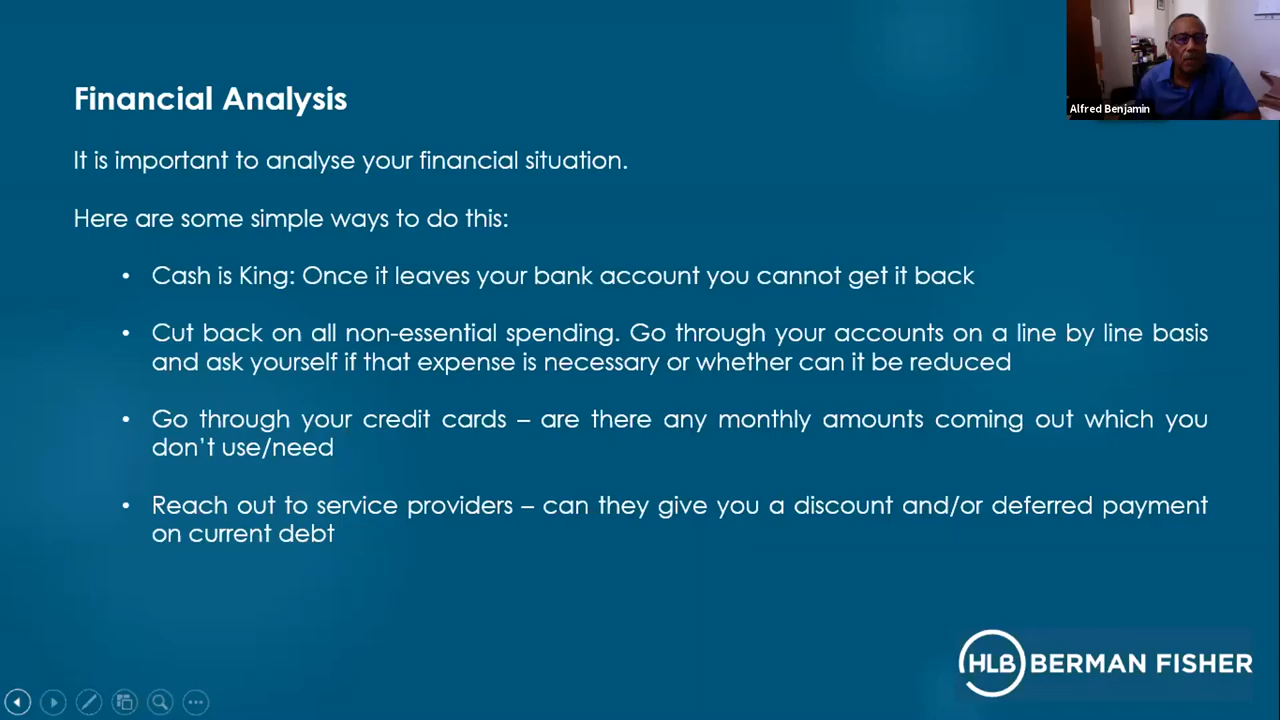 Financial Analysis
It is important to analyse your financial situation.
Here are some simple ways to do this:
• Cash is King: Once it leaves your bank account you cannot get it back
• Cut back on all non-essential spending. Go through your accounts on a line by line basis
and ask yourself if that expense is necessary or whether can it be reduced
• Go through your credit cards – are there any monthly amounts coming out which you
don’t use/need
• Reach out to service providers – can they give you a discount and/or deferred payment
on current debt
Alfred Benjamin
HLB BERMAN FISHER